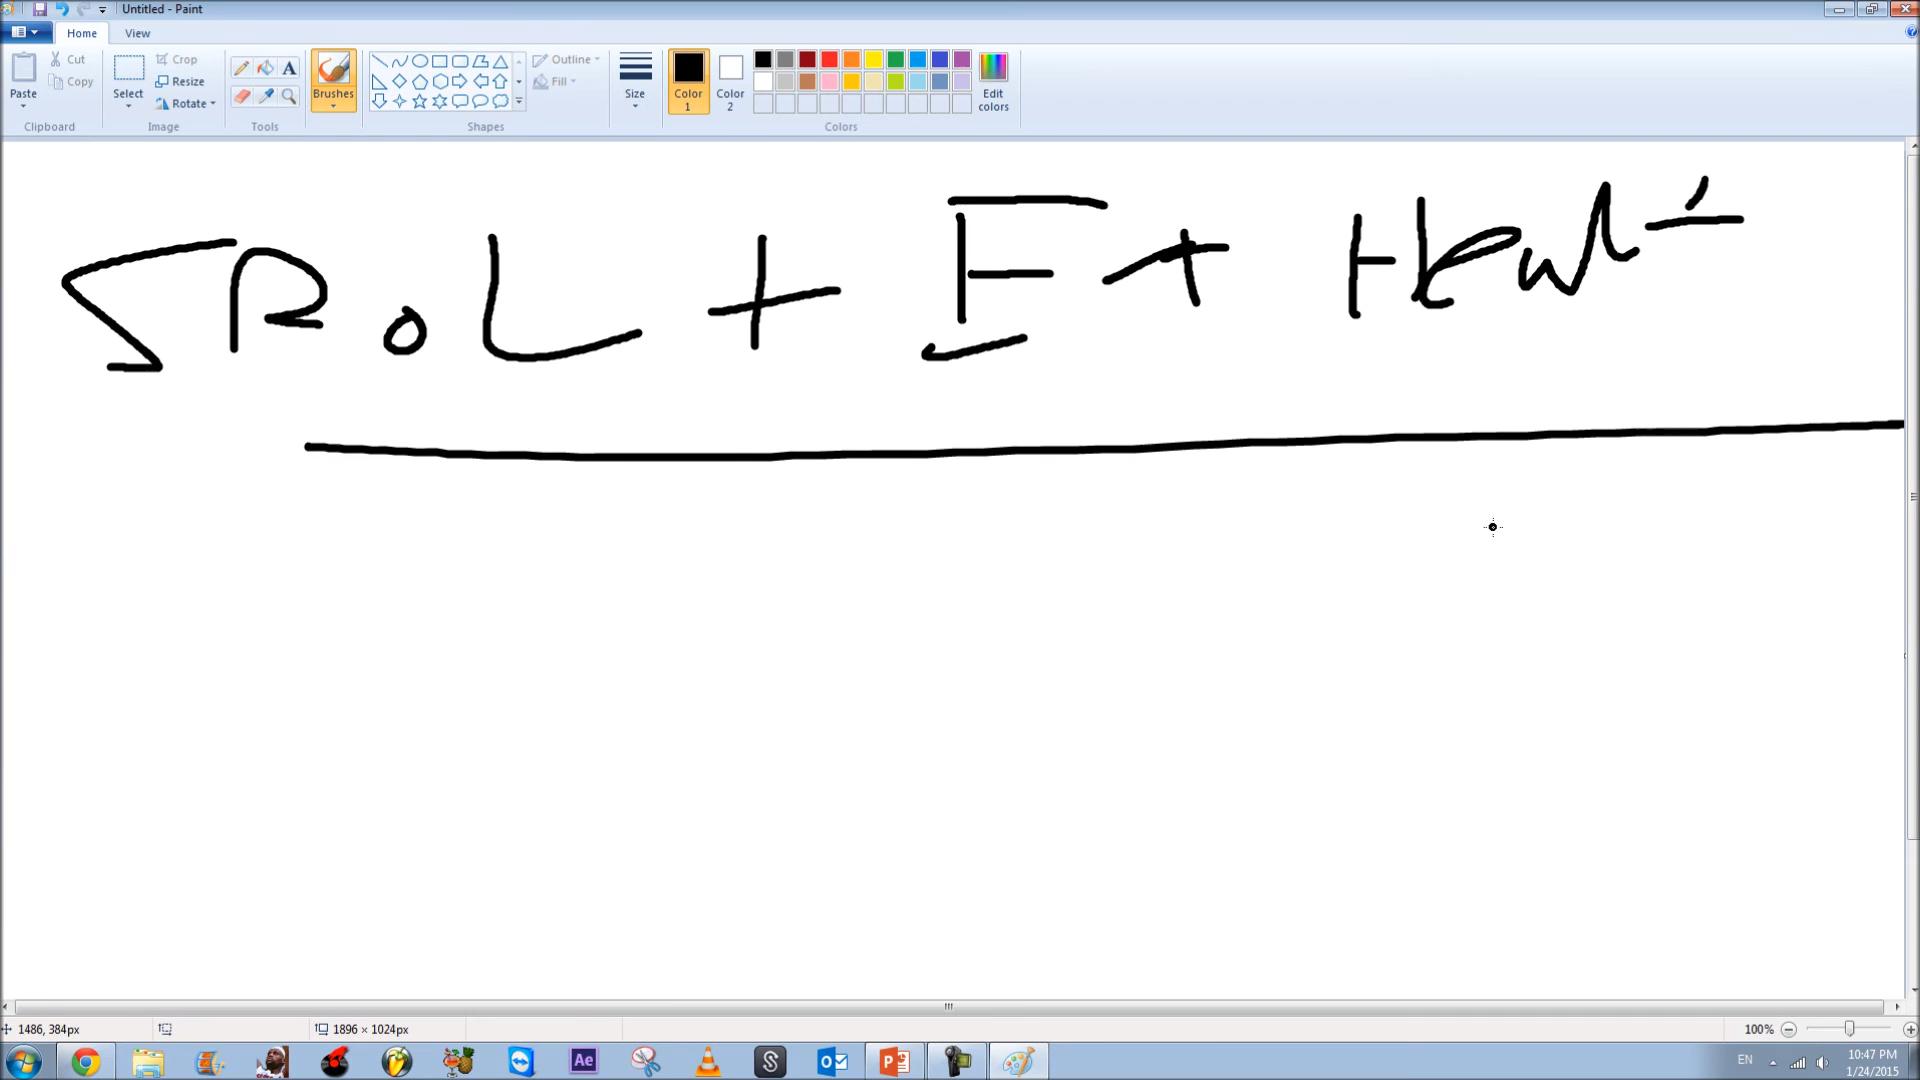 Untitled - Paint
Home View
Cut
Copy
Paste
Clipboard
Crop
Resize
Rotate
Select
Image
Tools
Brushes
Shapes
Outline
Fill
Size
Color 1
Color 2
Edit colors
Colors
+
1486, 384px
1896 × 1024px
100%
EN
10:47 PM
1/24/2015